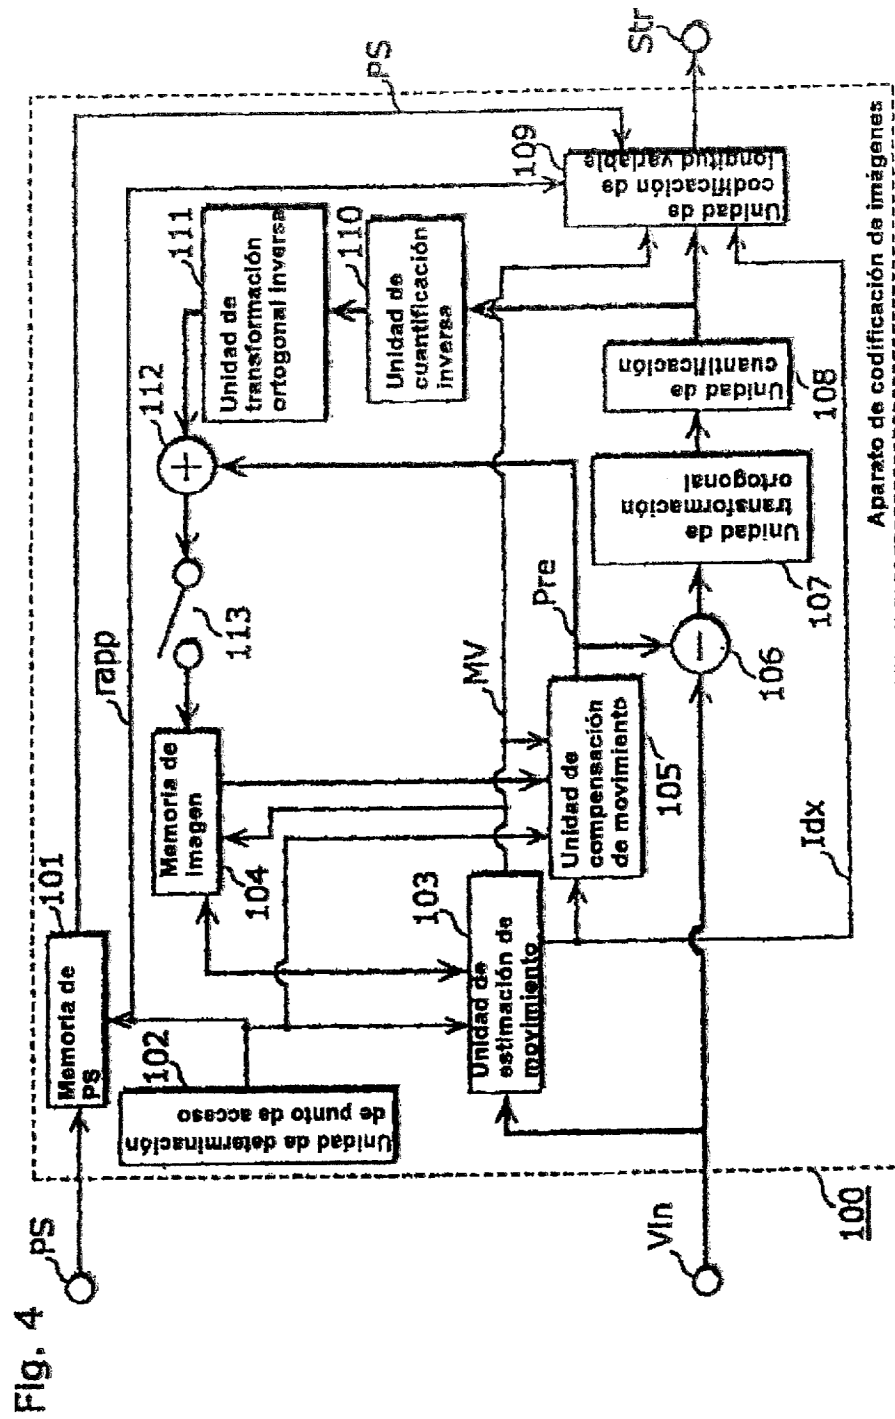 Fig. 4
PS
Memoria de
PS
101
PS
rapp
Unidad de determinación
de punto de acceso
102
Memoria de
imagen
104
113
112
Unidad de
transformación
ortogonal inversa
111
Unidad de
cuantificación
inversa
110
Unidad de
codificación de
longitud variable
109
Str
Unidad de
estimación de
movimiento
103
MV
Unidad de
compensación
de movimiento
105
Pre
106
Unidad de
transformación
ortogonal
107
Unidad de
cuantificación
108
Idx
Vin
100
Aparato de codificación de imágenes